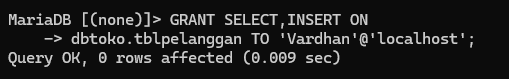 MariaDB [(none)]> GRANT SELECT,INSERT ON
-> dbtoko.tblpelanggan TO 'Vardhan'@'localhost';
Query OK, 0 rows affected (0.009 sec)